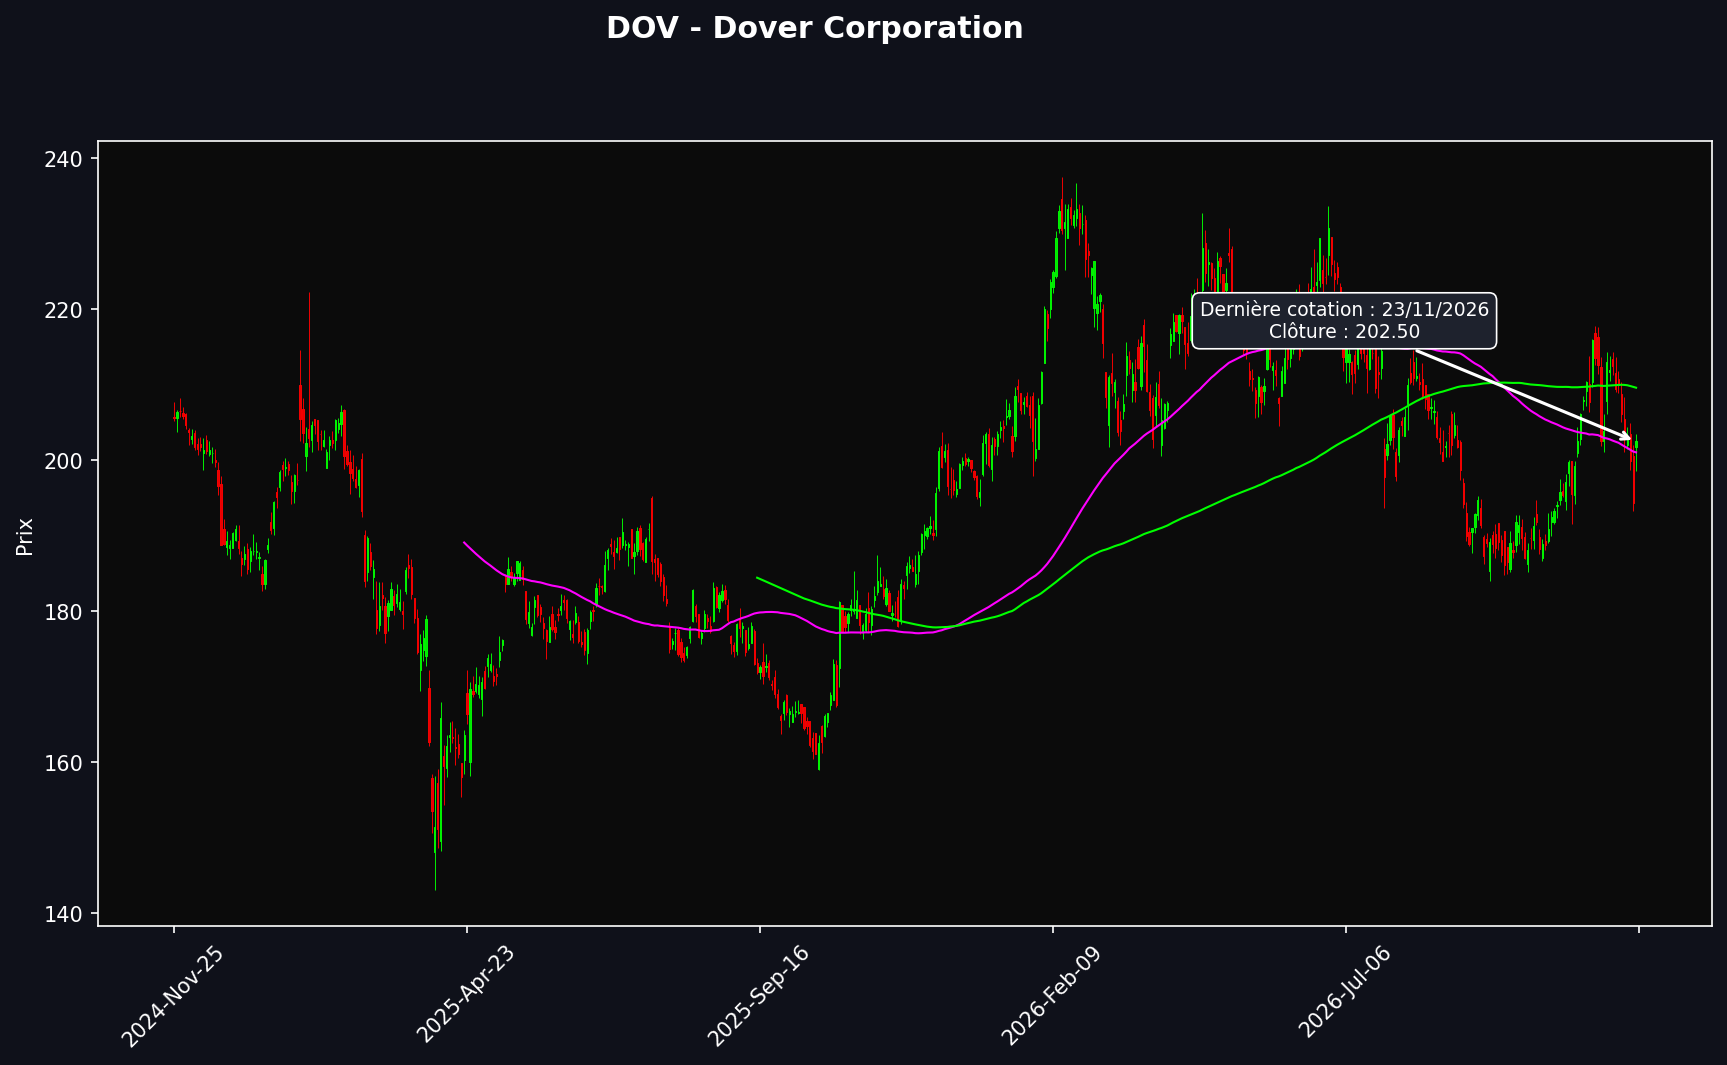 DOV - Dover Corporation
Prix
240
220
200
180
160
140
Dernière cotation : 23/11/2026
Clôture : 202.50
2024-Nov-25
2025-Apr-23
2025-Sep-16
2026-Feb-09
2026-Jul-06